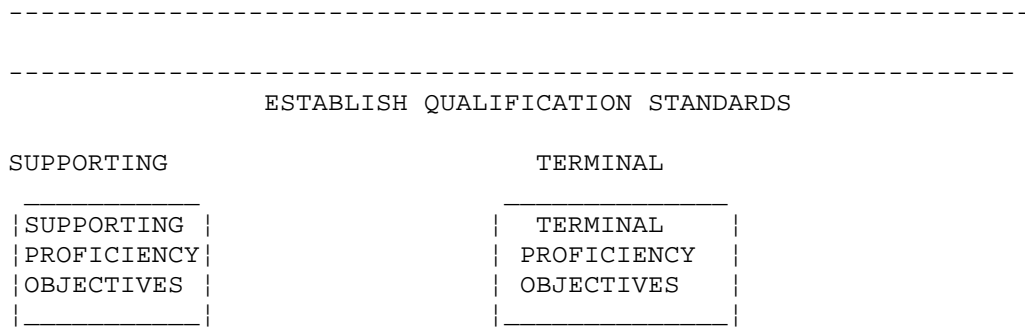 ESTABLISH QUALIFICATION STANDARDS
SUPPORTING TERMINAL
SUPPORTING TERMINAL
PROFICIENCY PROFICIENCY
OBJECTIVES OBJECTIVES